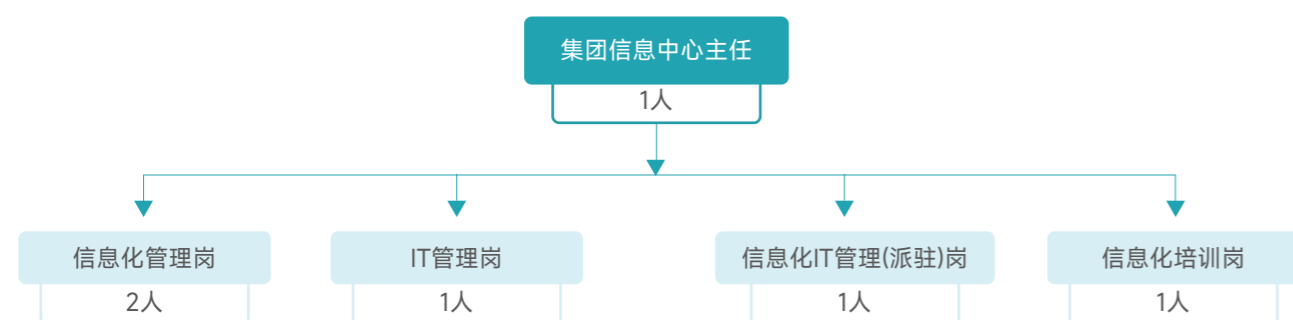 集团信息中心主任
1人
信息化管理岗
IT管理岗
信息化IT管理(派驻)岗
信息化培训岗
2人
1人
1人
1人